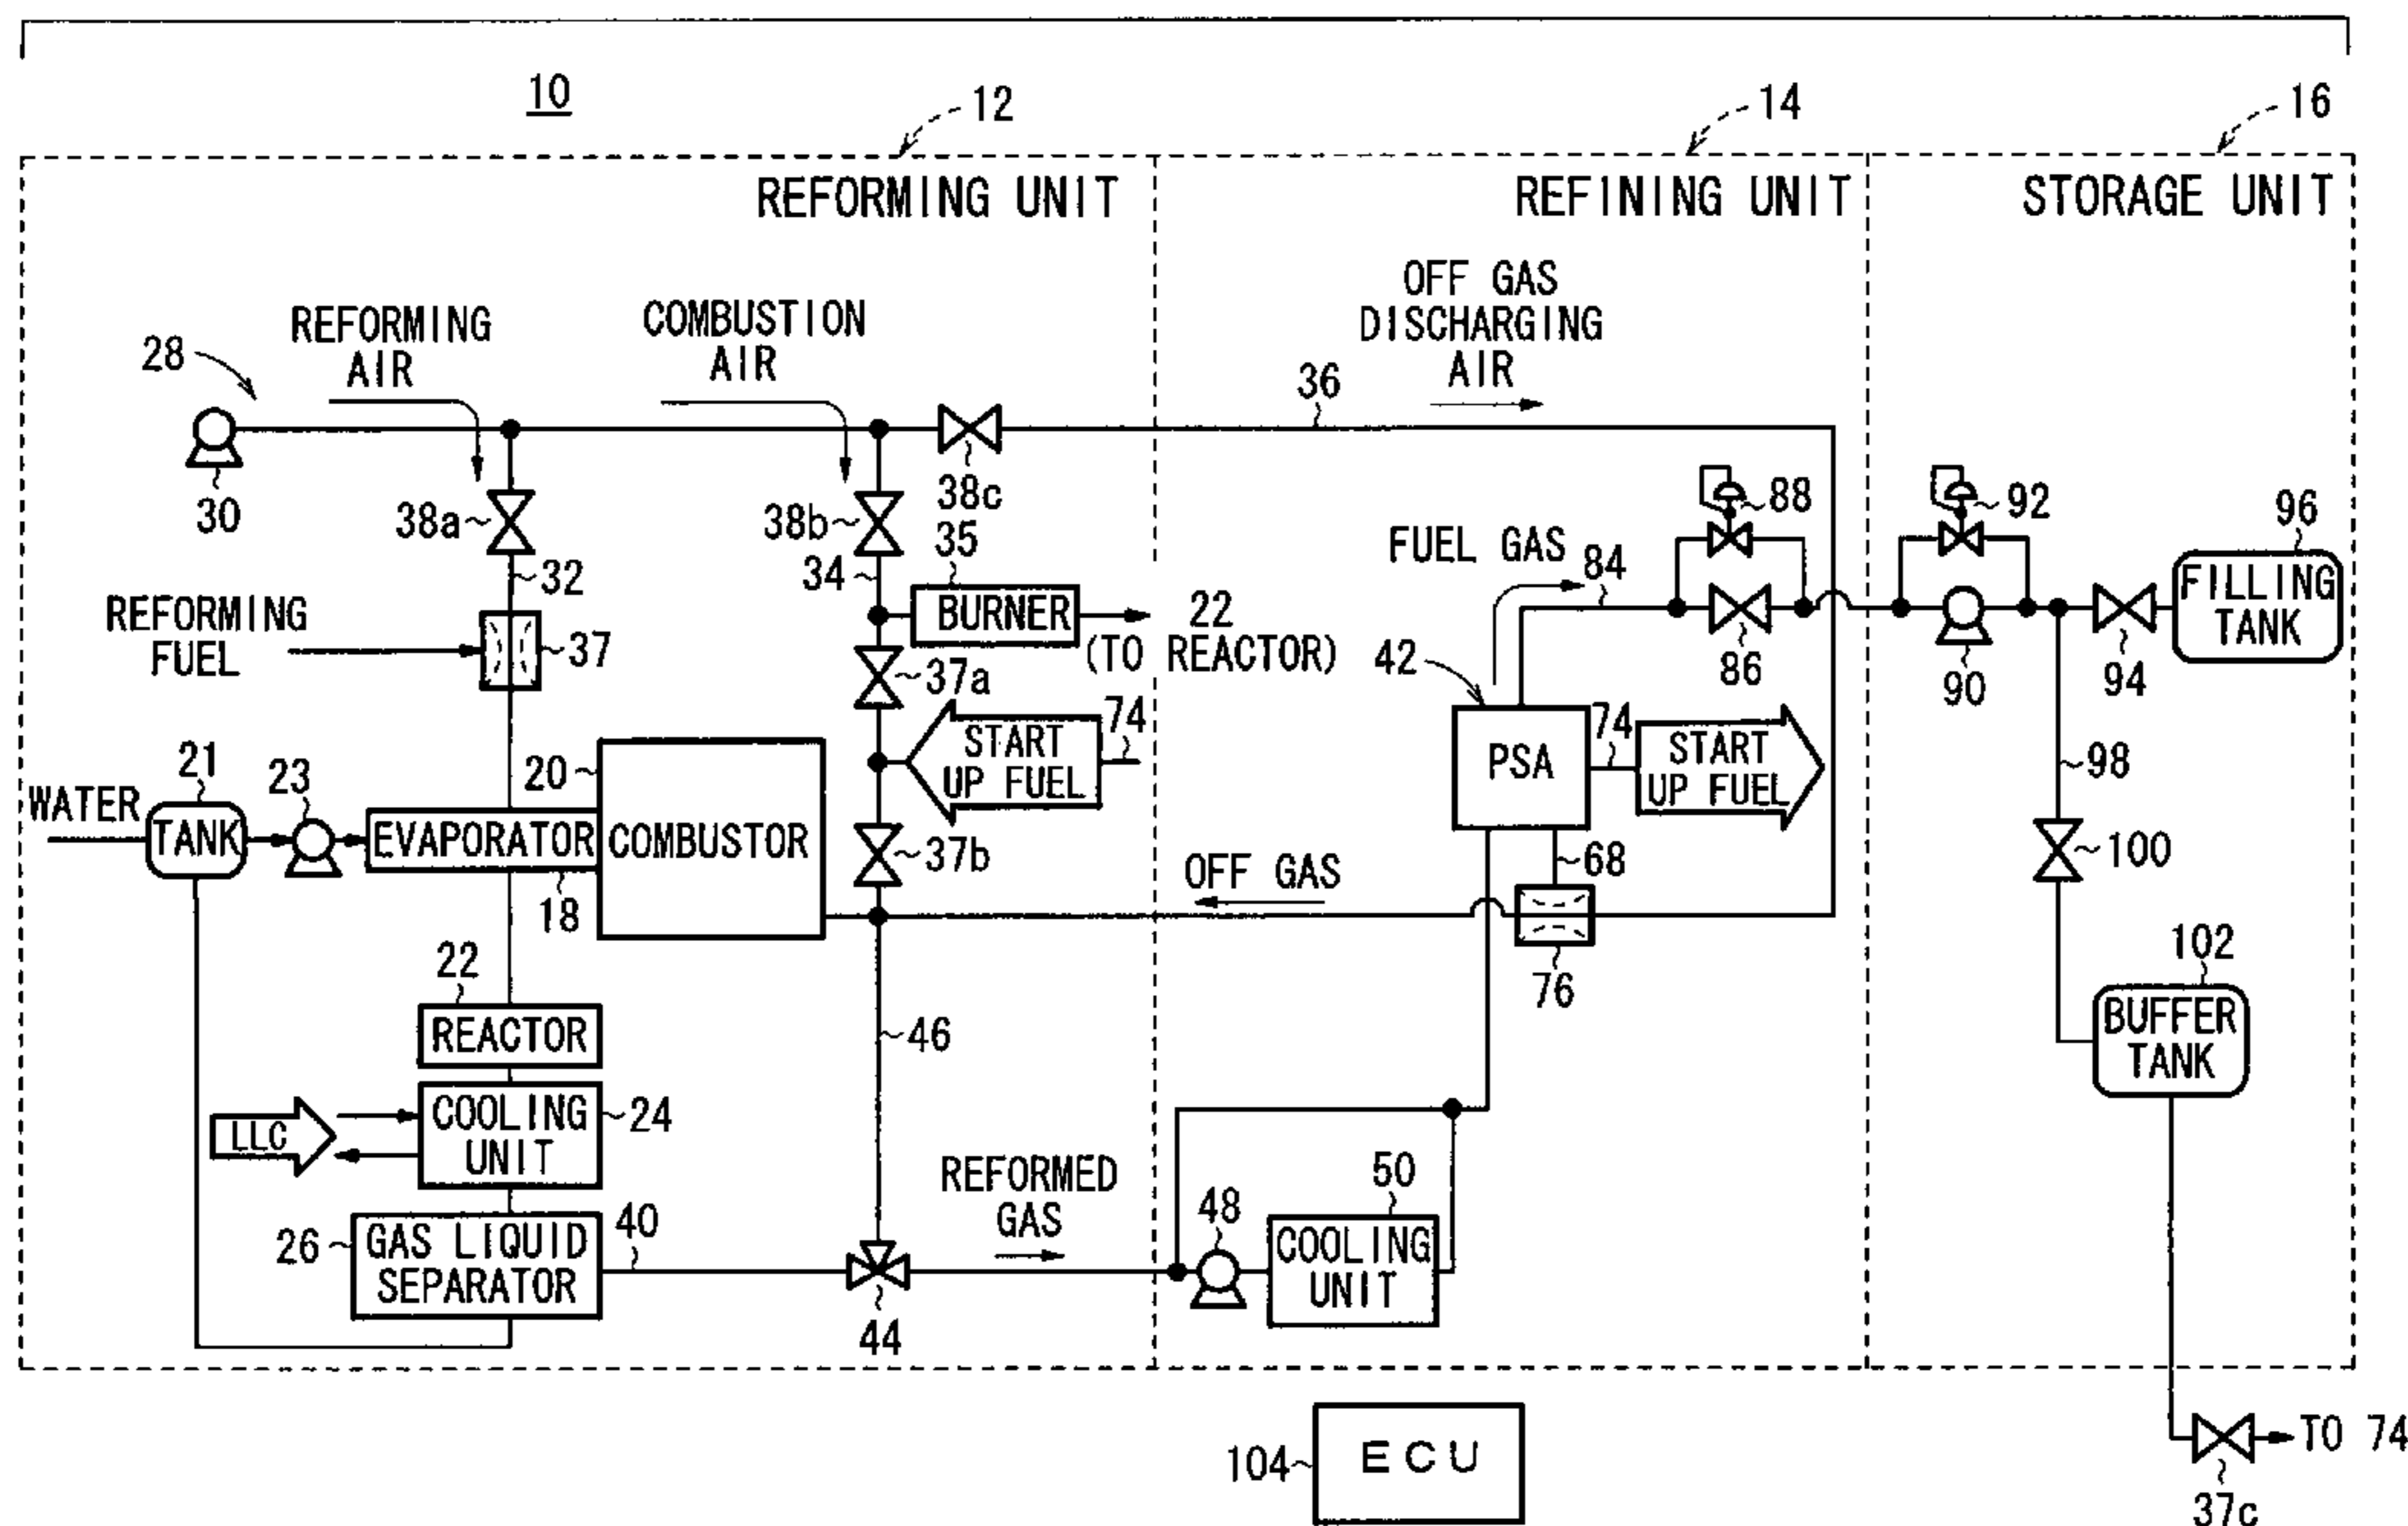 10
12
14
16
REFORMING UNIT
REFINING UNIT
STORAGE UNIT
28
REFORMING
AIR
COMBUSTION
AIR
OFF GAS
DISCHARGING
AIR
36
30
38a
38b
38c
35
34
32
BURNER
22
(TO REACTOR)
REFORMING
FUEL
37
37a
74
START
UP FUEL
FUEL GAS
84
88
86
42
PSA
74
START
UP FUEL
92
90
94
96
FILLING
TANK
98
100
102
BUFFER
TANK
WATER
21
TANK
23
EVAPORATOR
18
20
COMBUSTOR
37b
OFF GAS
68
76
22
REACTOR
46
LLC
COOLING
UNIT
24
26
GAS LIQUID
SEPARATOR
40
44
REFORMED
GAS
48
50
COOLING
UNIT
104
ECU
TO 74
37c